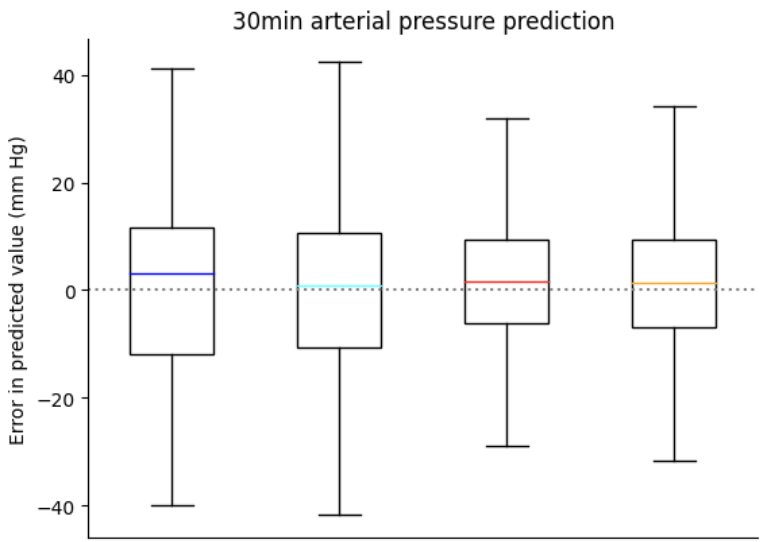 30min arterial pressure prediction
Error in predicted value (mm Hg)
40
20
0
−20
−40